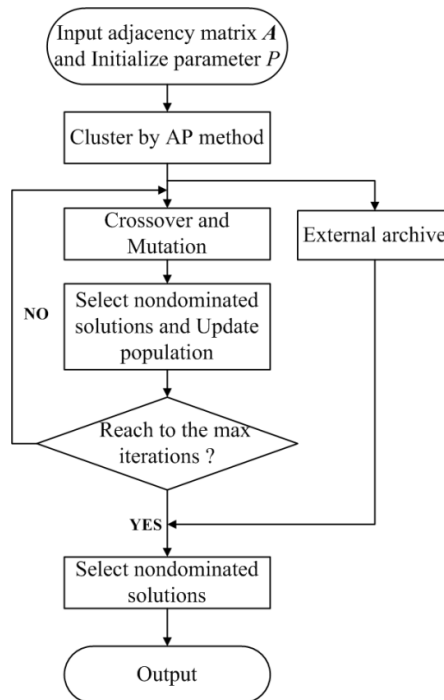 Input adjacency matrix A
and Initialize parameter P
Cluster by AP method
Crossover and
Mutation
External archive
Select nondominated
solutions and Update
population
NO
Reach to the max
iterations ?
YES
Select nondominated
solutions
Output